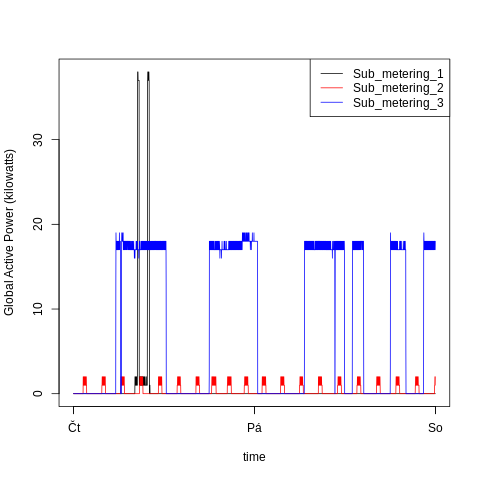 Sub_metering_1
Sub_metering_2
Sub_metering_3
Global Active Power (kilowatts)
30
20
10
0
Čt Pá So
time